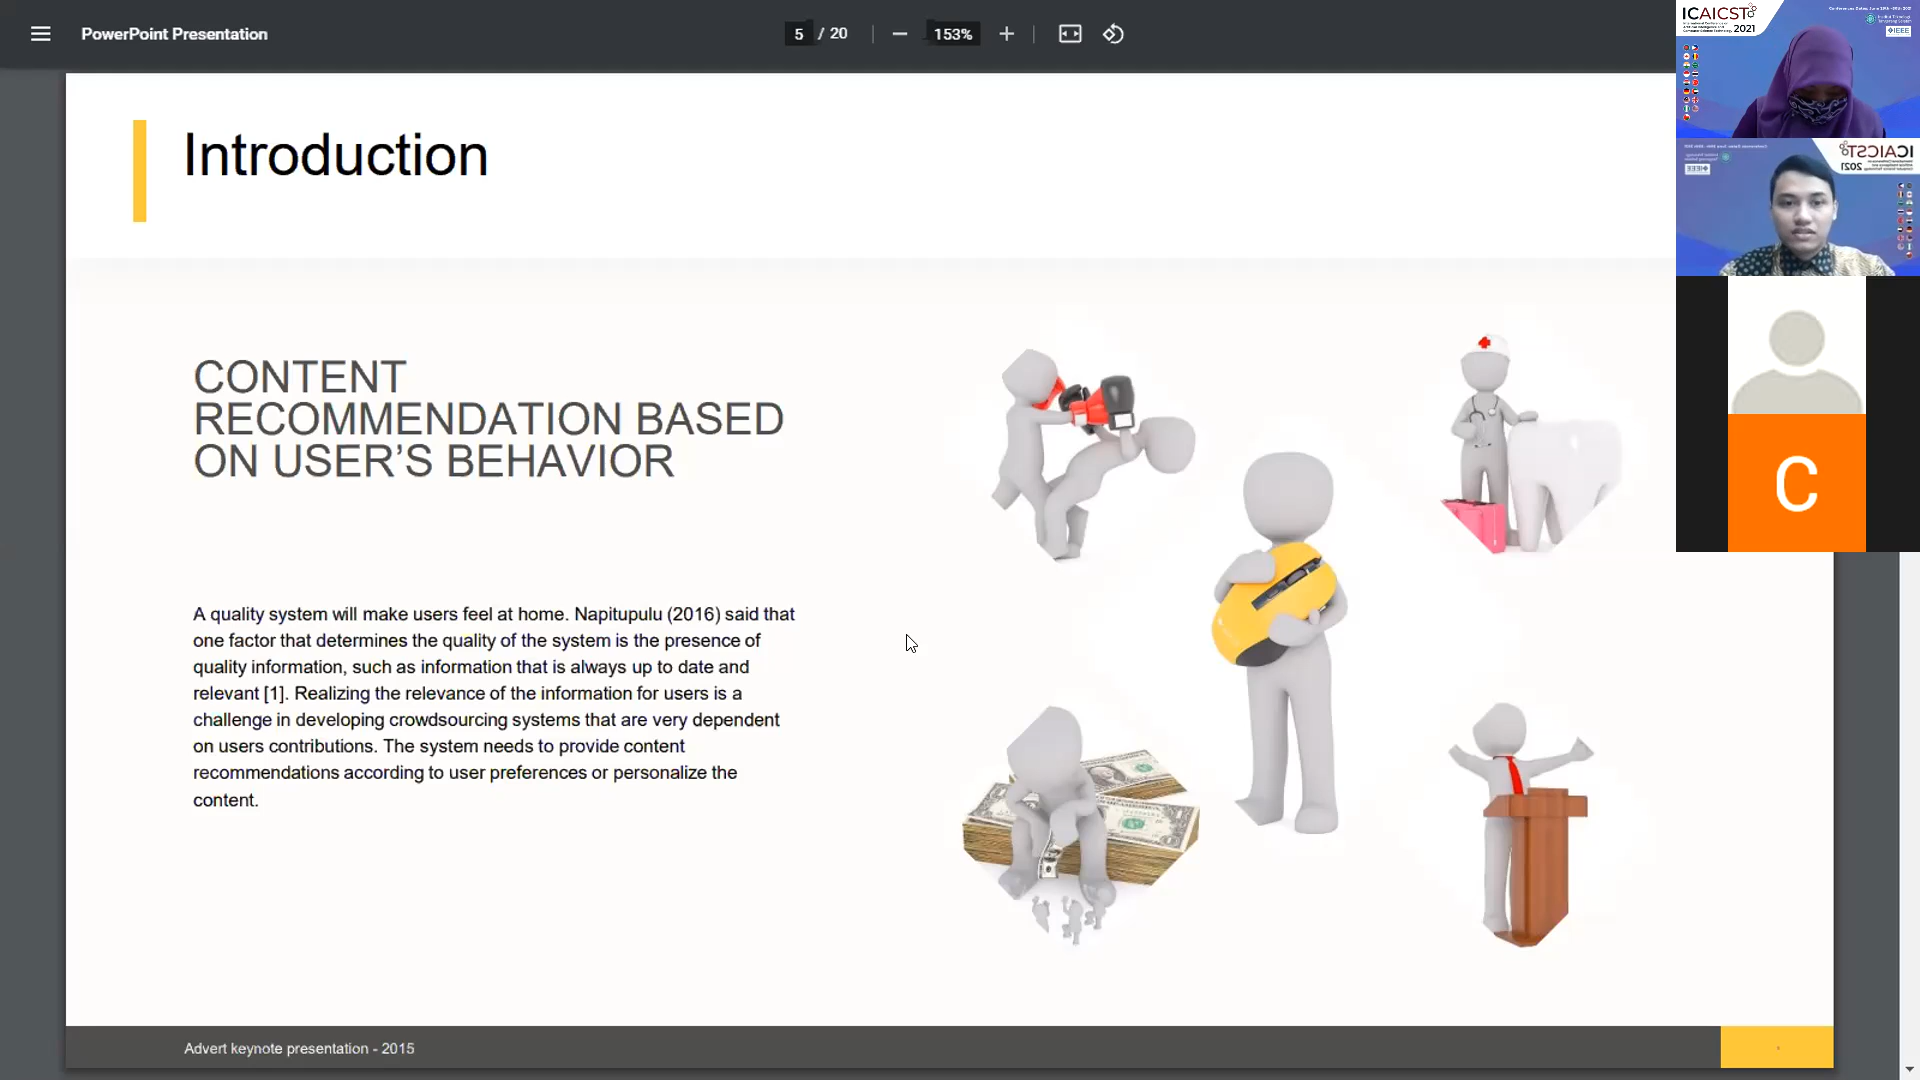 PowerPoint Presentation
5 / 20
153%
ICAICST
2021
IEEE
Introduction
CONTENT
RECOMMENDATION BASED
ON USER’S BEHAVIOR
A quality system will make users feel at home. Napitupulu (2016) said that
one factor that determines the quality of the system is the presence of
quality information, such as information that is always up to date and
relevant [1]. Realizing the relevance of the information for users is a
challenge in developing crowdsourcing systems that are very dependent
on users contributions. The system needs to provide content
recommendations according to user preferences or personalize the
content.
Advert keynote presentation - 2015
ICAICST
2021
IEEE
C